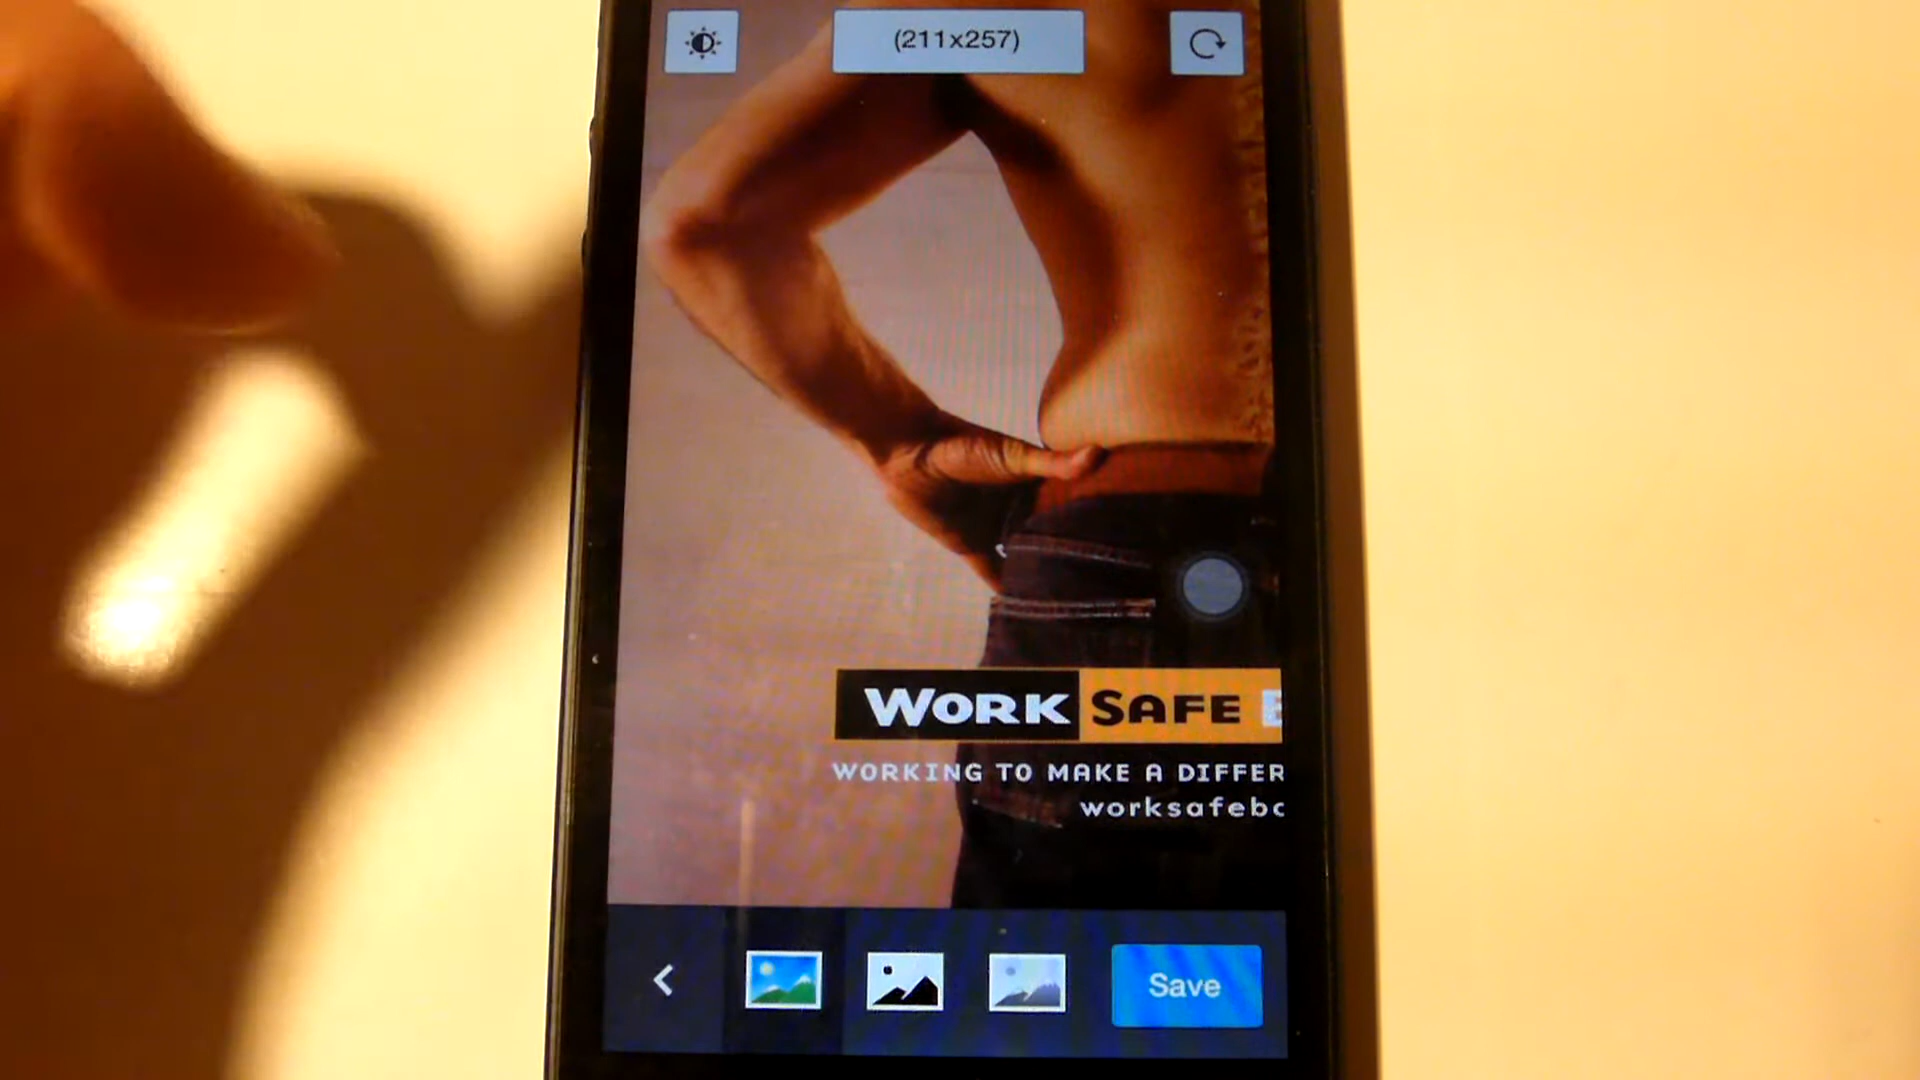 (211x257)
WORK SAFE
WORKING TO MAKE A DIFFER
worksafebc
Save